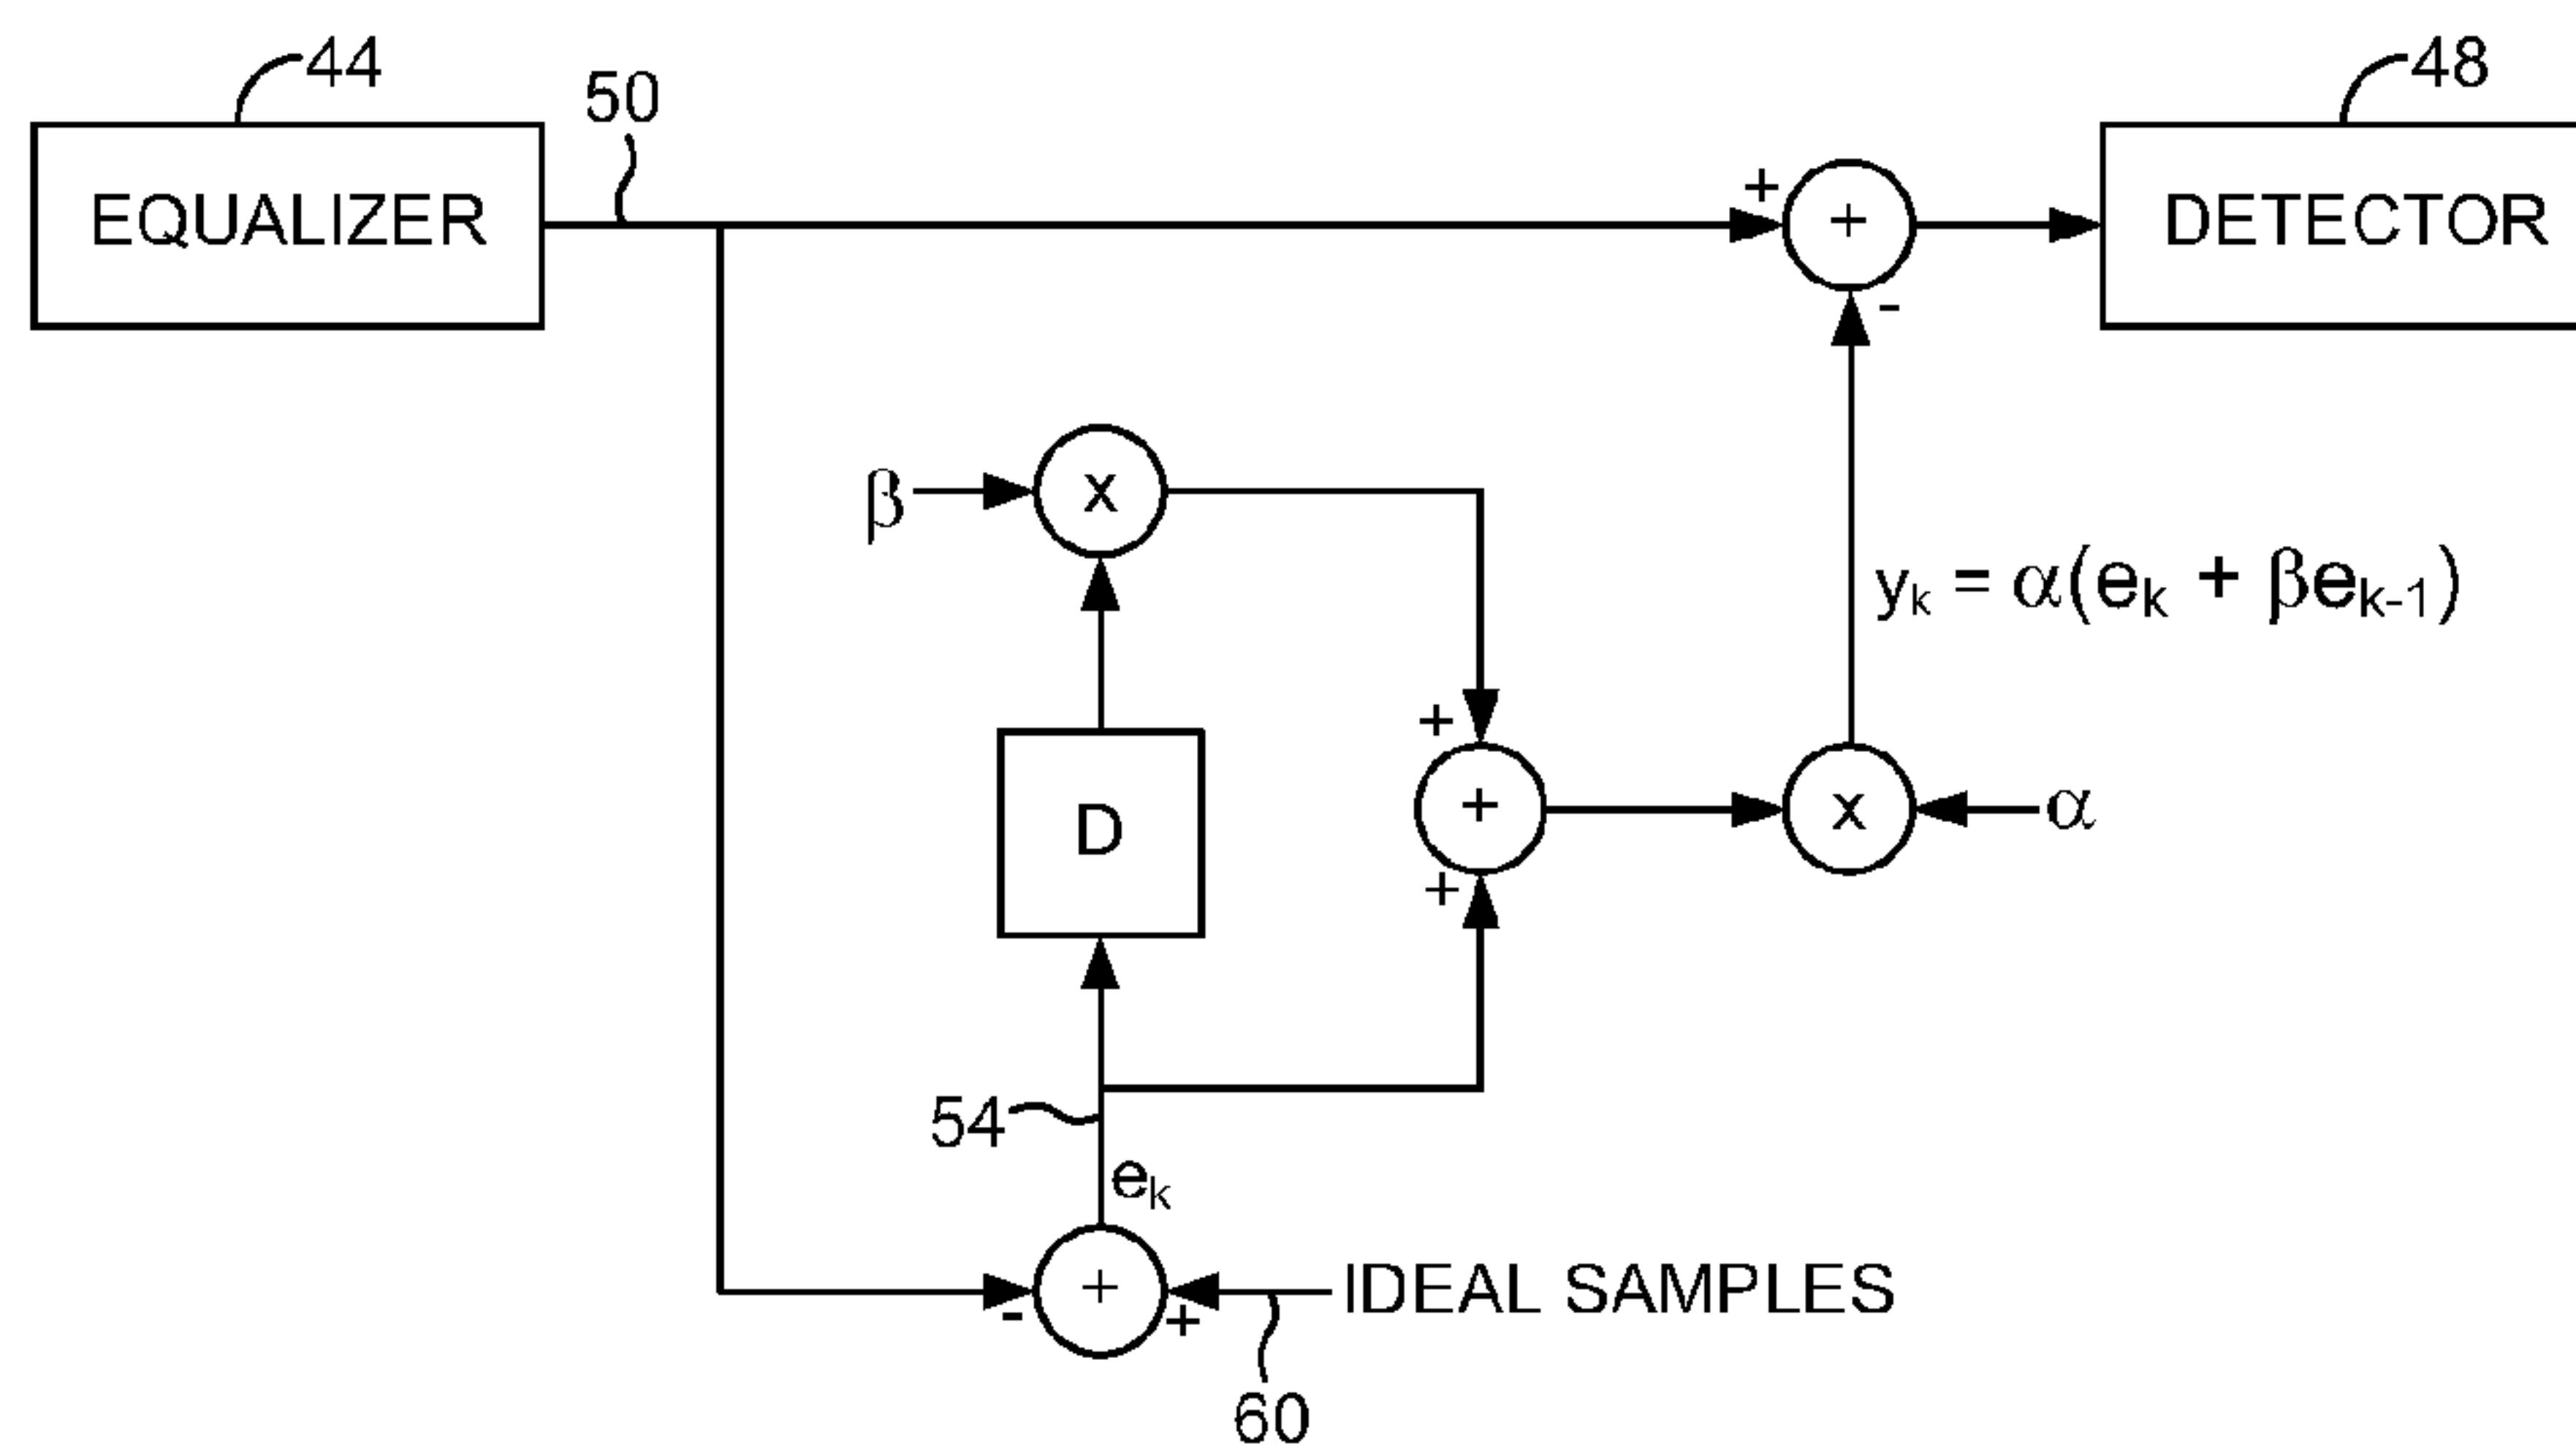 44
50
48
EQUALIZER
+
+
DETECTOR
-
β
x
yₖ = α(eₖ + βeₖ₋₁)
+
D
+
x
α
+
54
eₖ
+
IDEAL SAMPLES
-
+
60